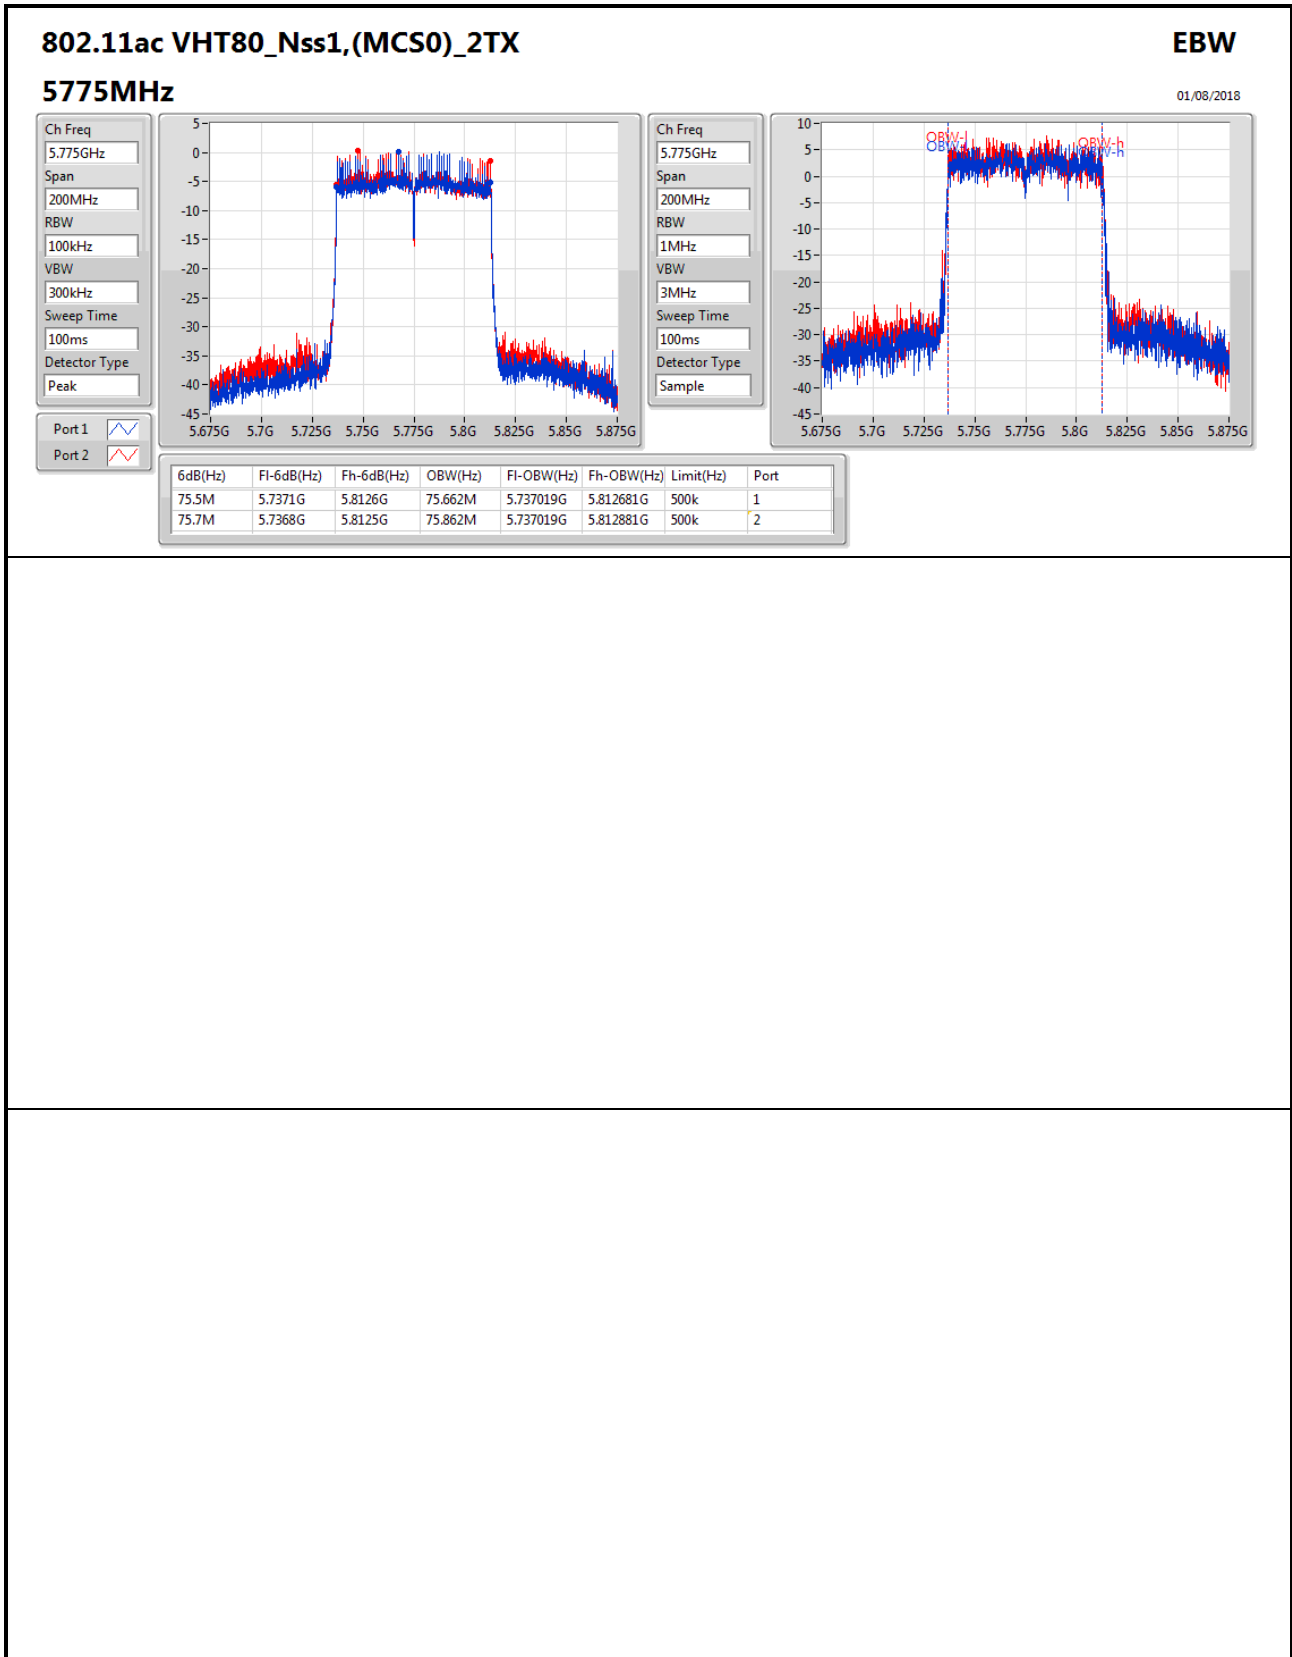 802.11ac VHT80_Nss1,(MCS0)_2TX
EBW
5775MHz
01/08/2018
Ch Freq
5.775GHz
Span
200MHz
RBW
100kHz
VBW
300kHz
Sweep Time
100ms
Detector Type
Peak
Port 1
Port 2
5
0
-5
-10
-15
-20
-25
-30
-35
-40
-45
5.675G 5.7G 5.725G 5.75G 5.775G 5.8G 5.825G 5.85G 5.875G
Ch Freq
5.775GHz
Span
200MHz
RBW
1MHz
VBW
3MHz
Sweep Time
100ms
Detector Type
Sample
10
5
0
-5
-10
-15
-20
-25
-30
-35
-40
-45
OBW-l
OBW-h
5.675G 5.7G 5.725G 5.75G 5.775G 5.8G 5.825G 5.85G 5.875G
6dB(Hz) Fl-6dB(Hz) Fh-6dB(Hz) OBW(Hz) Fl-OBW(Hz) Fh-OBW(Hz) Limit(Hz) Port
75.5M 5.7371G 5.8126G 75.662M 5.737019G 5.812681G 500k 1
75.7M 5.7368G 5.8125G 75.862M 5.737019G 5.812881G 500k 2